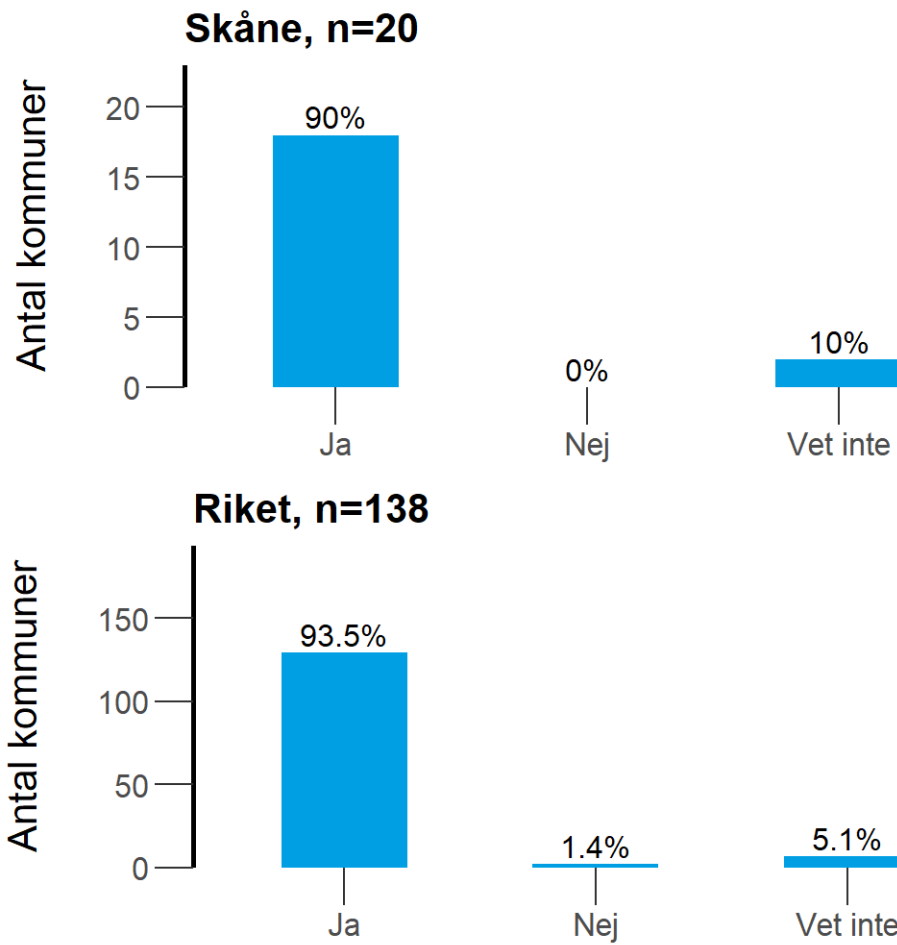 Skåne, n=20
Antal kommuner
20
15
10
5
0
90%
0%
10%
Ja
Nej
Vet inte
Riket, n=138
Antal kommuner
150
100
50
0
93.5%
1.4%
5.1%
Ja
Nej
Vet inte